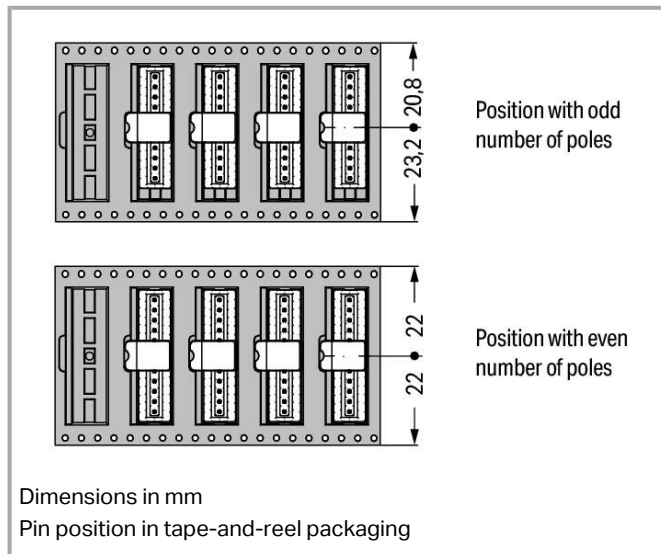 20,8
23,2
Position with odd
number of poles
22
22
Position with even
number of poles
Dimensions in mm
Pin position in tape-and-reel packaging